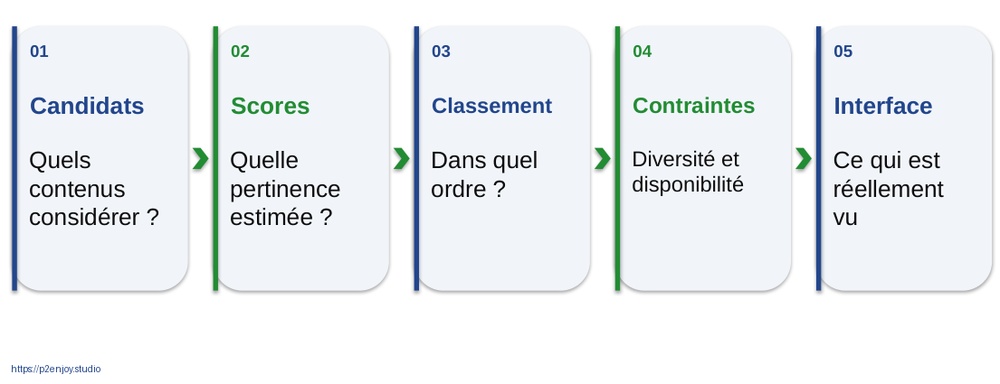 01
Candidats
Quels
contenus
considérer ?
02
Scores
Quelle
pertinence
estimée ?
03
Classement
Dans quel
ordre ?
04
Contraintes
Diversité et
disponibilité
05
Interface
Ce qui est
réellement
vu
https://p2enjoy.studio